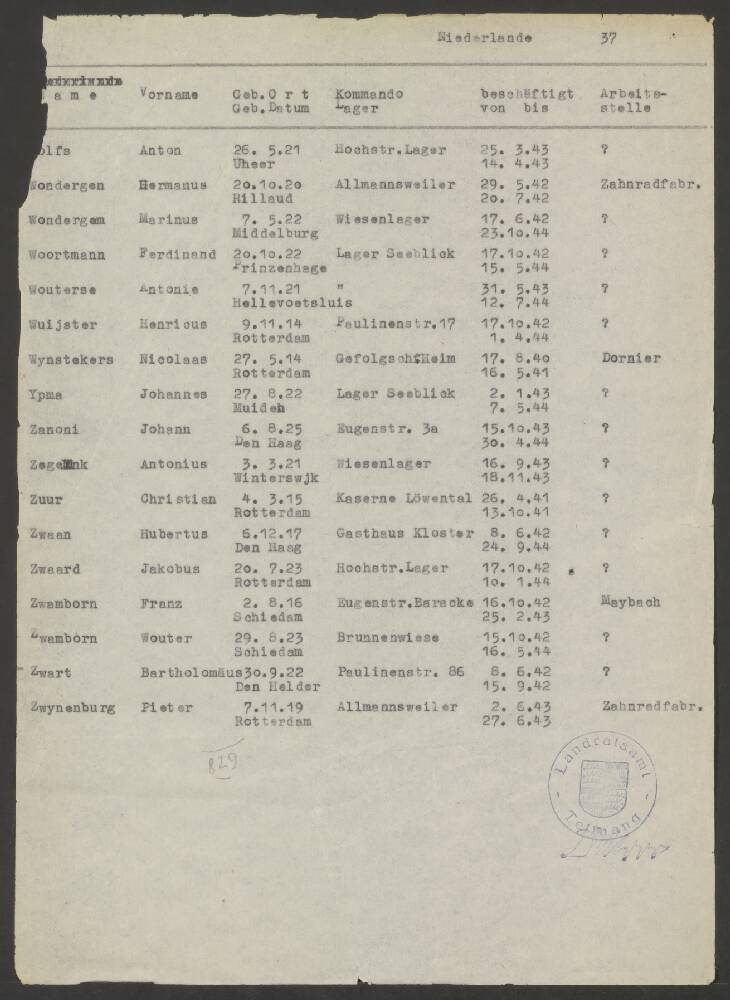 Niederlande 37
Name Vorname Geb.Ort Kommando beschäftigt Arbeits-
Geb.Datum Lager von bis stelle
olfs Anton 26. 5.21 Hochstr.Lager 25. 3.43 ?
Uheer 14. 4.43
Wondergen Hermanus 20.10.20 Allmannsweiler 29. 5.42 Zahnradfabr.
Rillaud 20. 7.42
Wondergem Marinus 7. 5.22 Wiesenlager 17. 6.42 ?
Middelburg 23.10.44
Woortmann Ferdinand 20.10.22 Lager Seeblick 17.10.42 ?
Prinzenhage 15. 5.44
Wouterse Antonie 7.11.21 " 31. 5.43 ?
Hellevoetsluis 12. 7.44
Wuijster Henricus 9.11.14 Paulinenstr.17 17.10.42 ?
Rotterdam 1. 4.44
Wynstekers Nicolaas 27. 5.14 GefolgschfHeim 17. 8.40 Dornier
Rotterdam 16. 5.41
Ypma Johannes 27. 8.22 Lager Seeblick 2. 1.43 ?
Muiden 7. 5.44
Zanoni Johann 6. 8.25 Eugenstr. 3a 15.10.43 ?
Den Haag 30. 4.44
Antonius 3. 3.21 Wiesenlager 16. 9.43 ?
Winterswjk 18.11.43
Zuur Christian 4. 3.15 Kaserne Löwental 26. 4.41 ?
Rotterdam 13.10.41
Zwaan Hubertus 6.12.17 Gasthaus Kloster 8. 6.42 ?
Den Haag 24. 9.44
Zwaard Jakobus 20. 7.23 Hochstr.Lager 17.10.42 ?
Rotterdam 10. 1.44
Zwamborn Franz 2. 8.16 Eugenstr.Baracke 16.10.42 Maybach
Schiedam 25. 2.43
Zwamborn Wouter 29. 8.23 Brunnenwiese 15.10.42 ?
Schiedam 16. 5.44
Zwart Bartholomäus30.9.22 Paulinenstr. 86 8. 6.42 ?
Den Helder 15. 9.42
Zwynenburg Pieter 7.11.19 Allmannsweiler 2. 6.43 Zahnradfabr.
Rotterdam 27. 6.43
829
Landratsamt
Tettnang